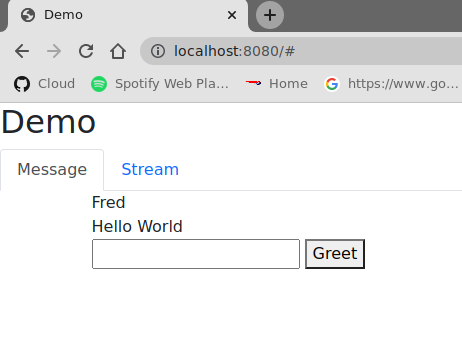 Demo
localhost:8080/#
Cloud Spotify Web Pla... Home https://www.go...
Demo
Message Stream
Fred
Hello World
Greet